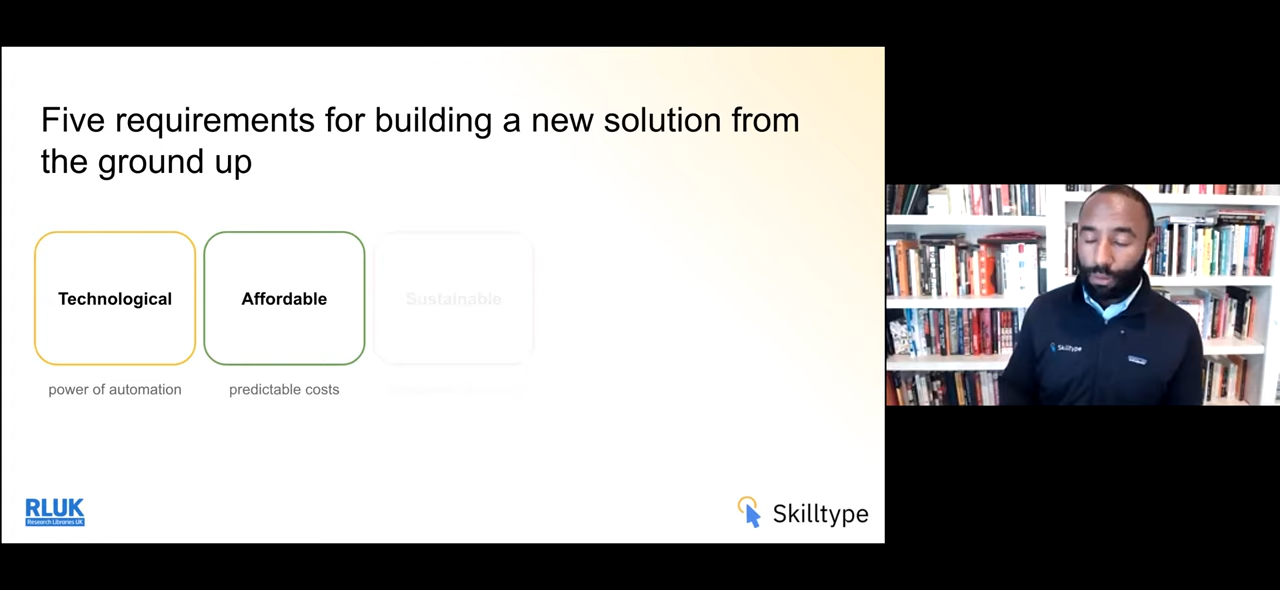 Five requirements for building a new solution from
the ground up
Technological
Affordable
Sustainable
power of automation
predictable costs
RLUK
Research Libraries UK
Skilltype
Skilltype